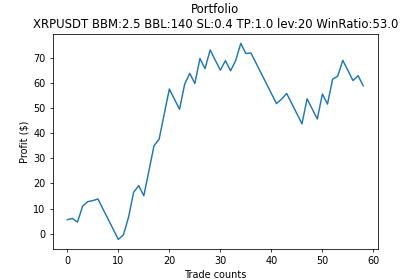 Portfolio
XRPUSDT BBM:2.5 BBL:140 SL:0.4 TP:1.0 lev:20 WinRatio:53.0
70
60
50
40
30
20
10
0
Profit ($)
0 10 20 30 40 50 60
Trade counts